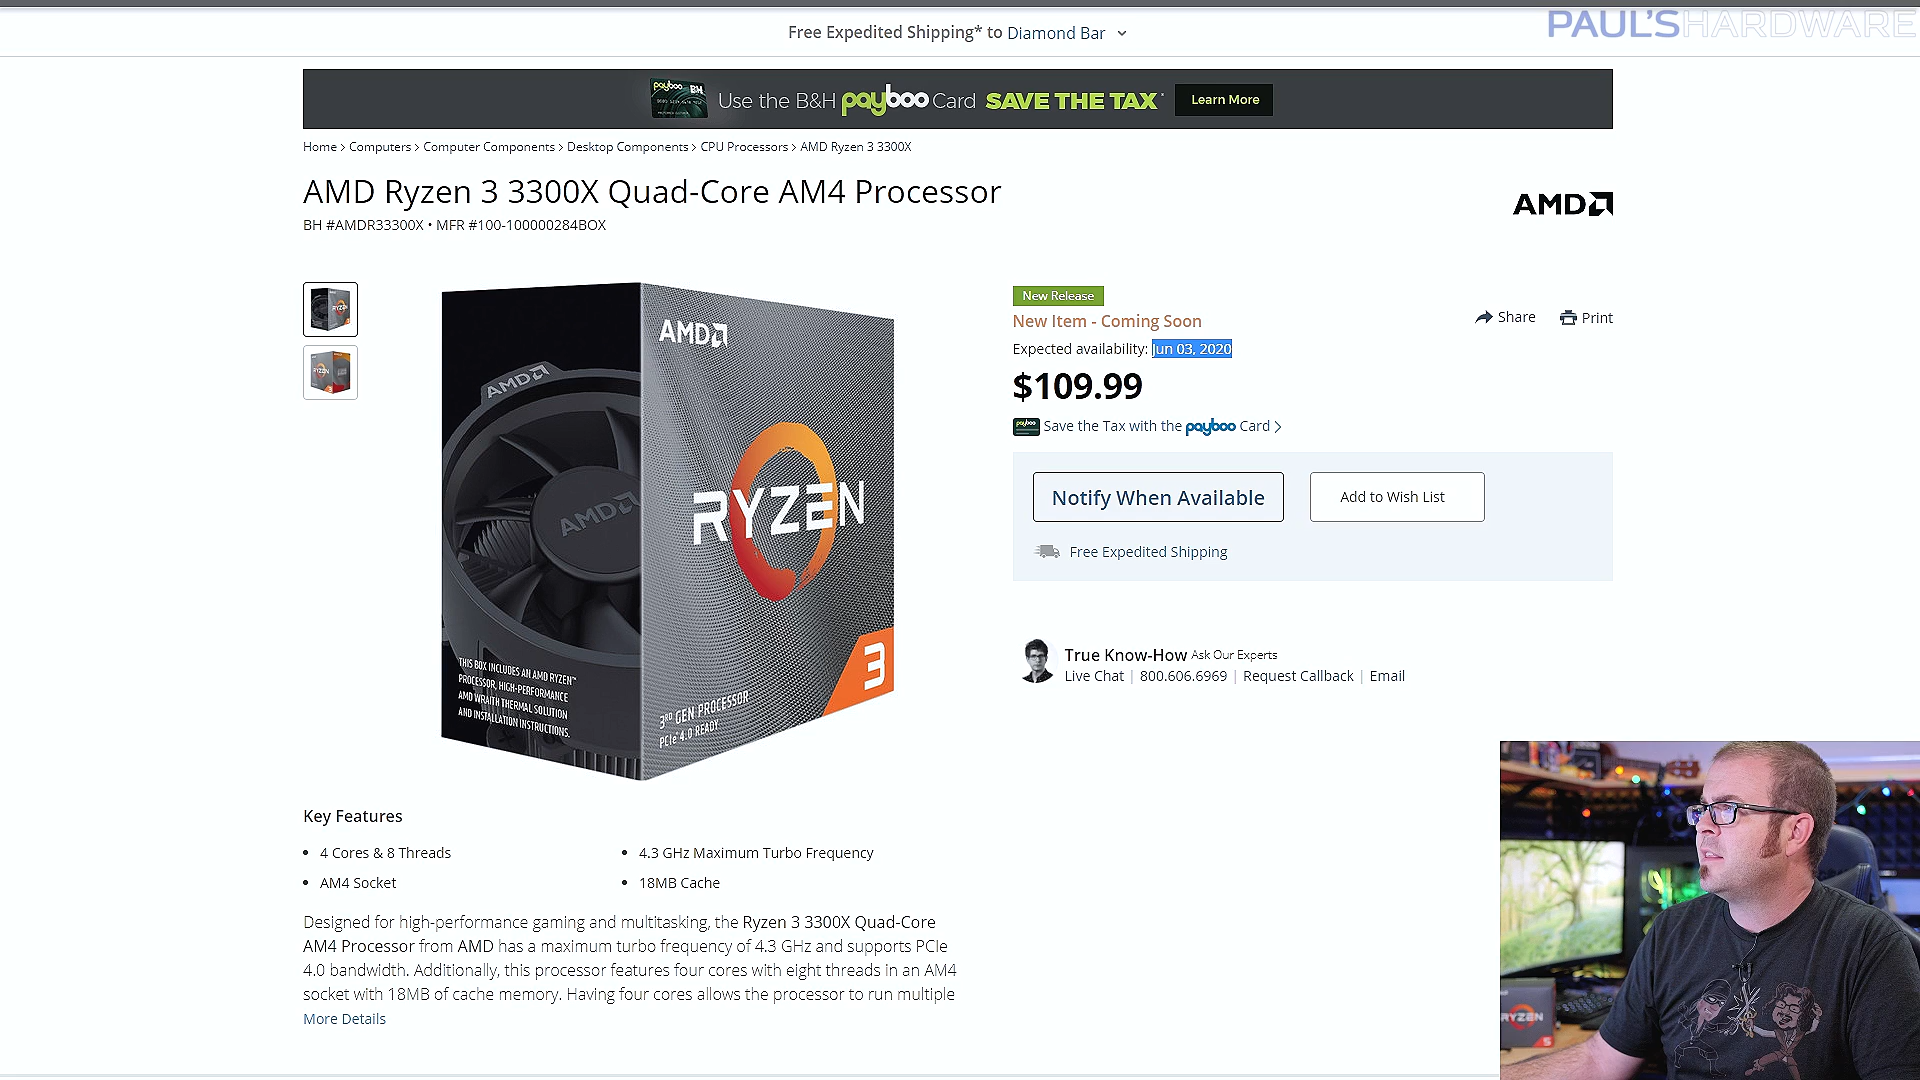 PAUL'SHARDWARE
Free Expedited Shipping* to Diamond Bar
payboo BH
Use the B&H payboo Card SAVE THE TAX* Learn More
Home > Computers > Computer Components > Desktop Components > CPU Processors > AMD Ryzen 3 3300X
AMD Ryzen 3 3300X Quad-Core AM4 Processor
AMD
BH #AMDR33300X • MFR #100-100000284BOX
New Release
New Item - Coming Soon
Share Print
Expected availability: Jun 03, 2020
$109.99
payboo Save the Tax with the payboo Card >
Notify When Available Add to Wish List
Free Expedited Shipping
True Know-How Ask Our Experts
Live Chat | 800.606.6969 | Request Callback | Email
RYZEN
RYZEN
AMD
AMD
AMD
RYZEN
3
THIS BOX INCLUDES AN AMD RYZEN™
PROCESSOR, HIGH-PERFORMANCE
AMD WRAITH THERMAL SOLUTION
AND INSTALLATION INSTRUCTIONS.
3RD GEN PROCESSOR
PCIe® 4.0 READY
Key Features
• 4 Cores & 8 Threads
• 4.3 GHz Maximum Turbo Frequency
• AM4 Socket
• 18MB Cache
Designed for high-performance gaming and multitasking, the Ryzen 3 3300X Quad-Core
AM4 Processor from AMD has a maximum turbo frequency of 4.3 GHz and supports PCIe
4.0 bandwidth. Additionally, this processor features four cores with eight threads in an AM4
socket with 18MB of cache memory. Having four cores allows the processor to run multiple
More Details
RYZEN
5